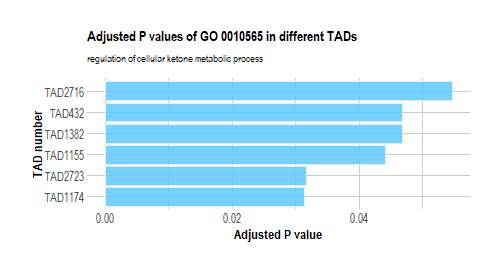 Adjusted P values of GO 0010565 in different TADs
regulation of cellular ketone metabolic process
TAD number
TAD2716
TAD432
TAD1382
TAD1155
TAD2723
TAD1174
0.00 0.02 0.04
Adjusted P value